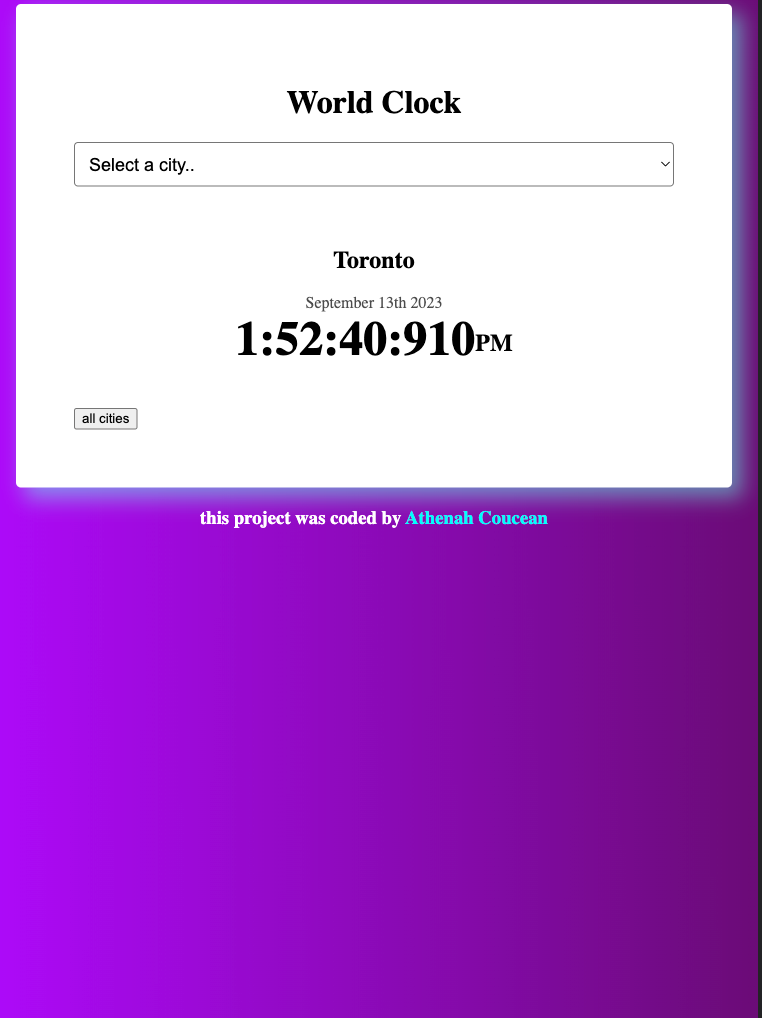 World Clock
Select a city..
Toronto
September 13th 2023
1:52:40:910PM
all cities
this project was coded by Athenah Coucean